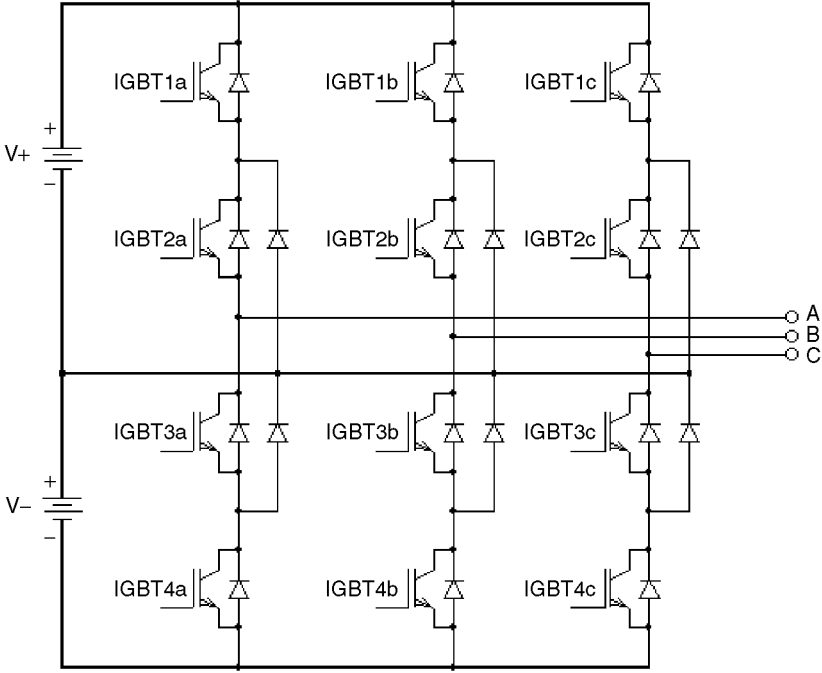 IGBT1a IGBT1b IGBT1c
+
V+
−
IGBT2a IGBT2b IGBT2c
A
B
C
IGBT3a IGBT3b IGBT3c
+
V−
−
IGBT4a IGBT4b IGBT4c